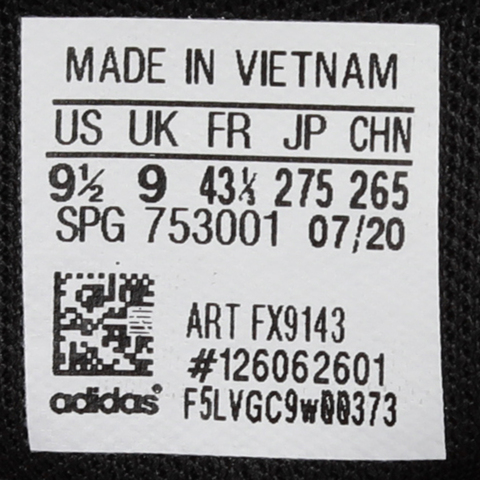 MADE IN VIETNAM
US UK FR JP CHN
9½ 9 43⅓ 275 265
SPG 753001 07/20
ART FX9143
#126062601
adidas®